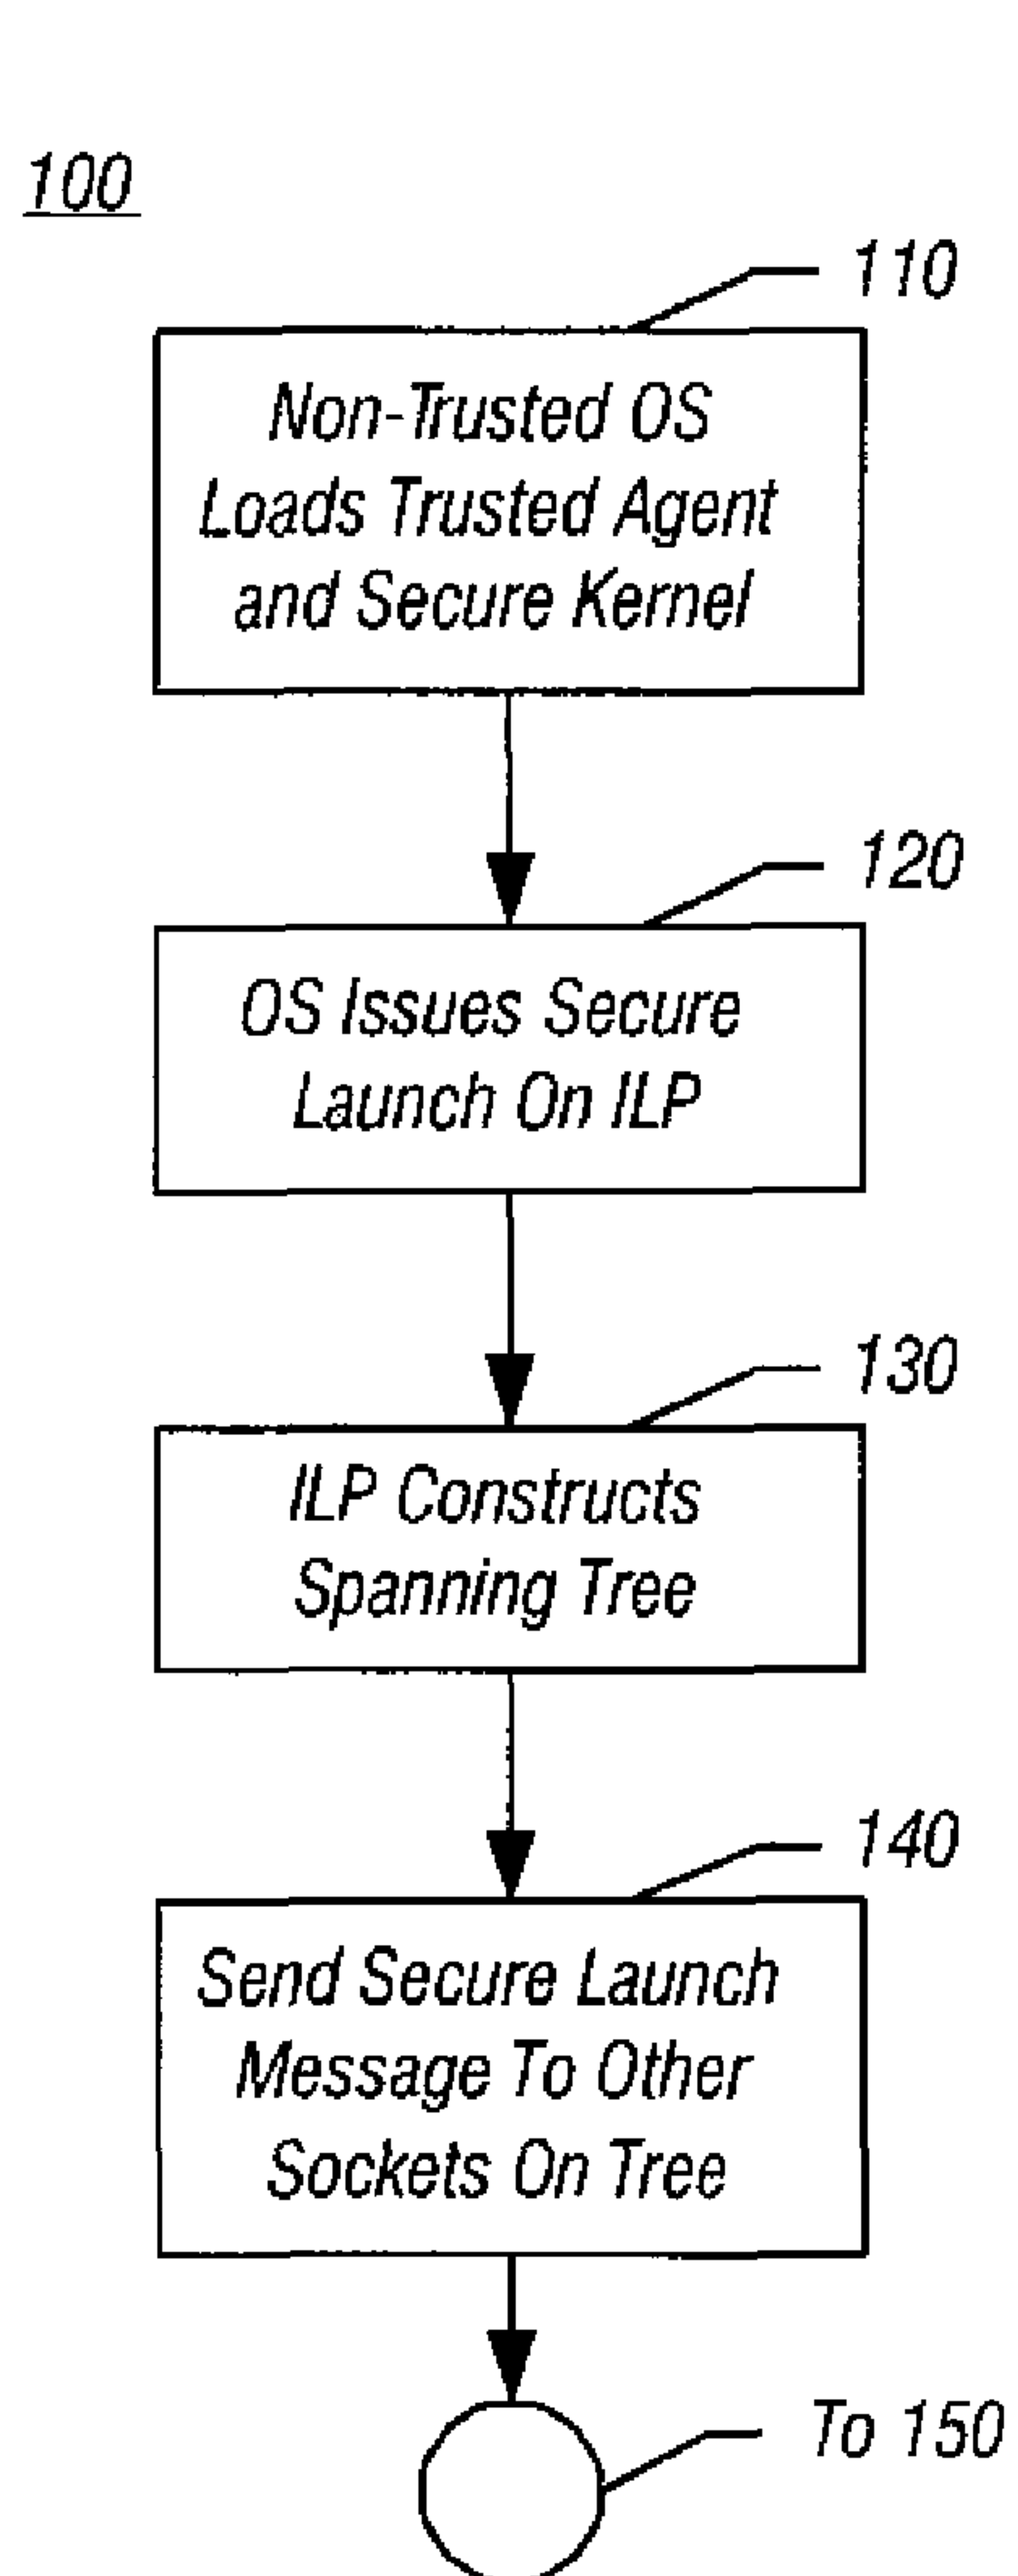 100
110
Non-Trusted OS
Loads Trusted Agent
and Secure Kernel
120
OS Issues Secure
Launch On ILP
130
ILP Constructs
Spanning Tree
140
Send Secure Launch
Message To Other
Sockets On Tree
To 150